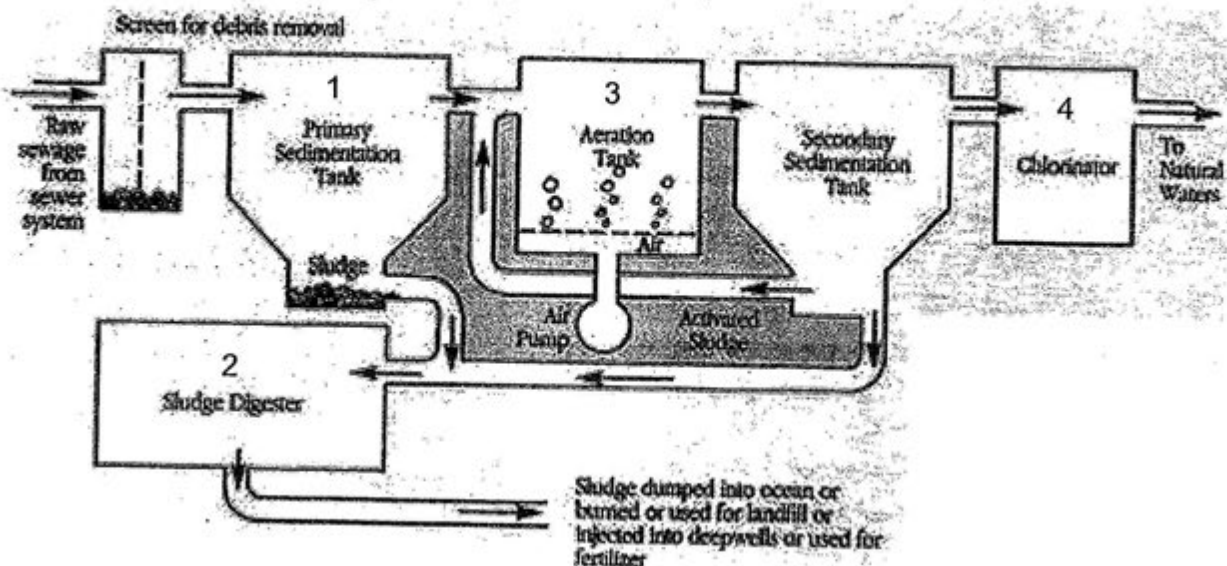 Screen for debris removal
Raw
sewage
from
sewer
system
1
Primary
Sedimentation
Tank
Sludge
3
Aeration
Tank
Air
Air
Pump
Activated
Sludge
Secondary
Sedimentation
Tank
4
Chlorinator
To
Natural
Waters
2
Sludge Digester
Sludge dumped into ocean or
burned or used for landfill or
injected into deepwells or used for
fertilizer